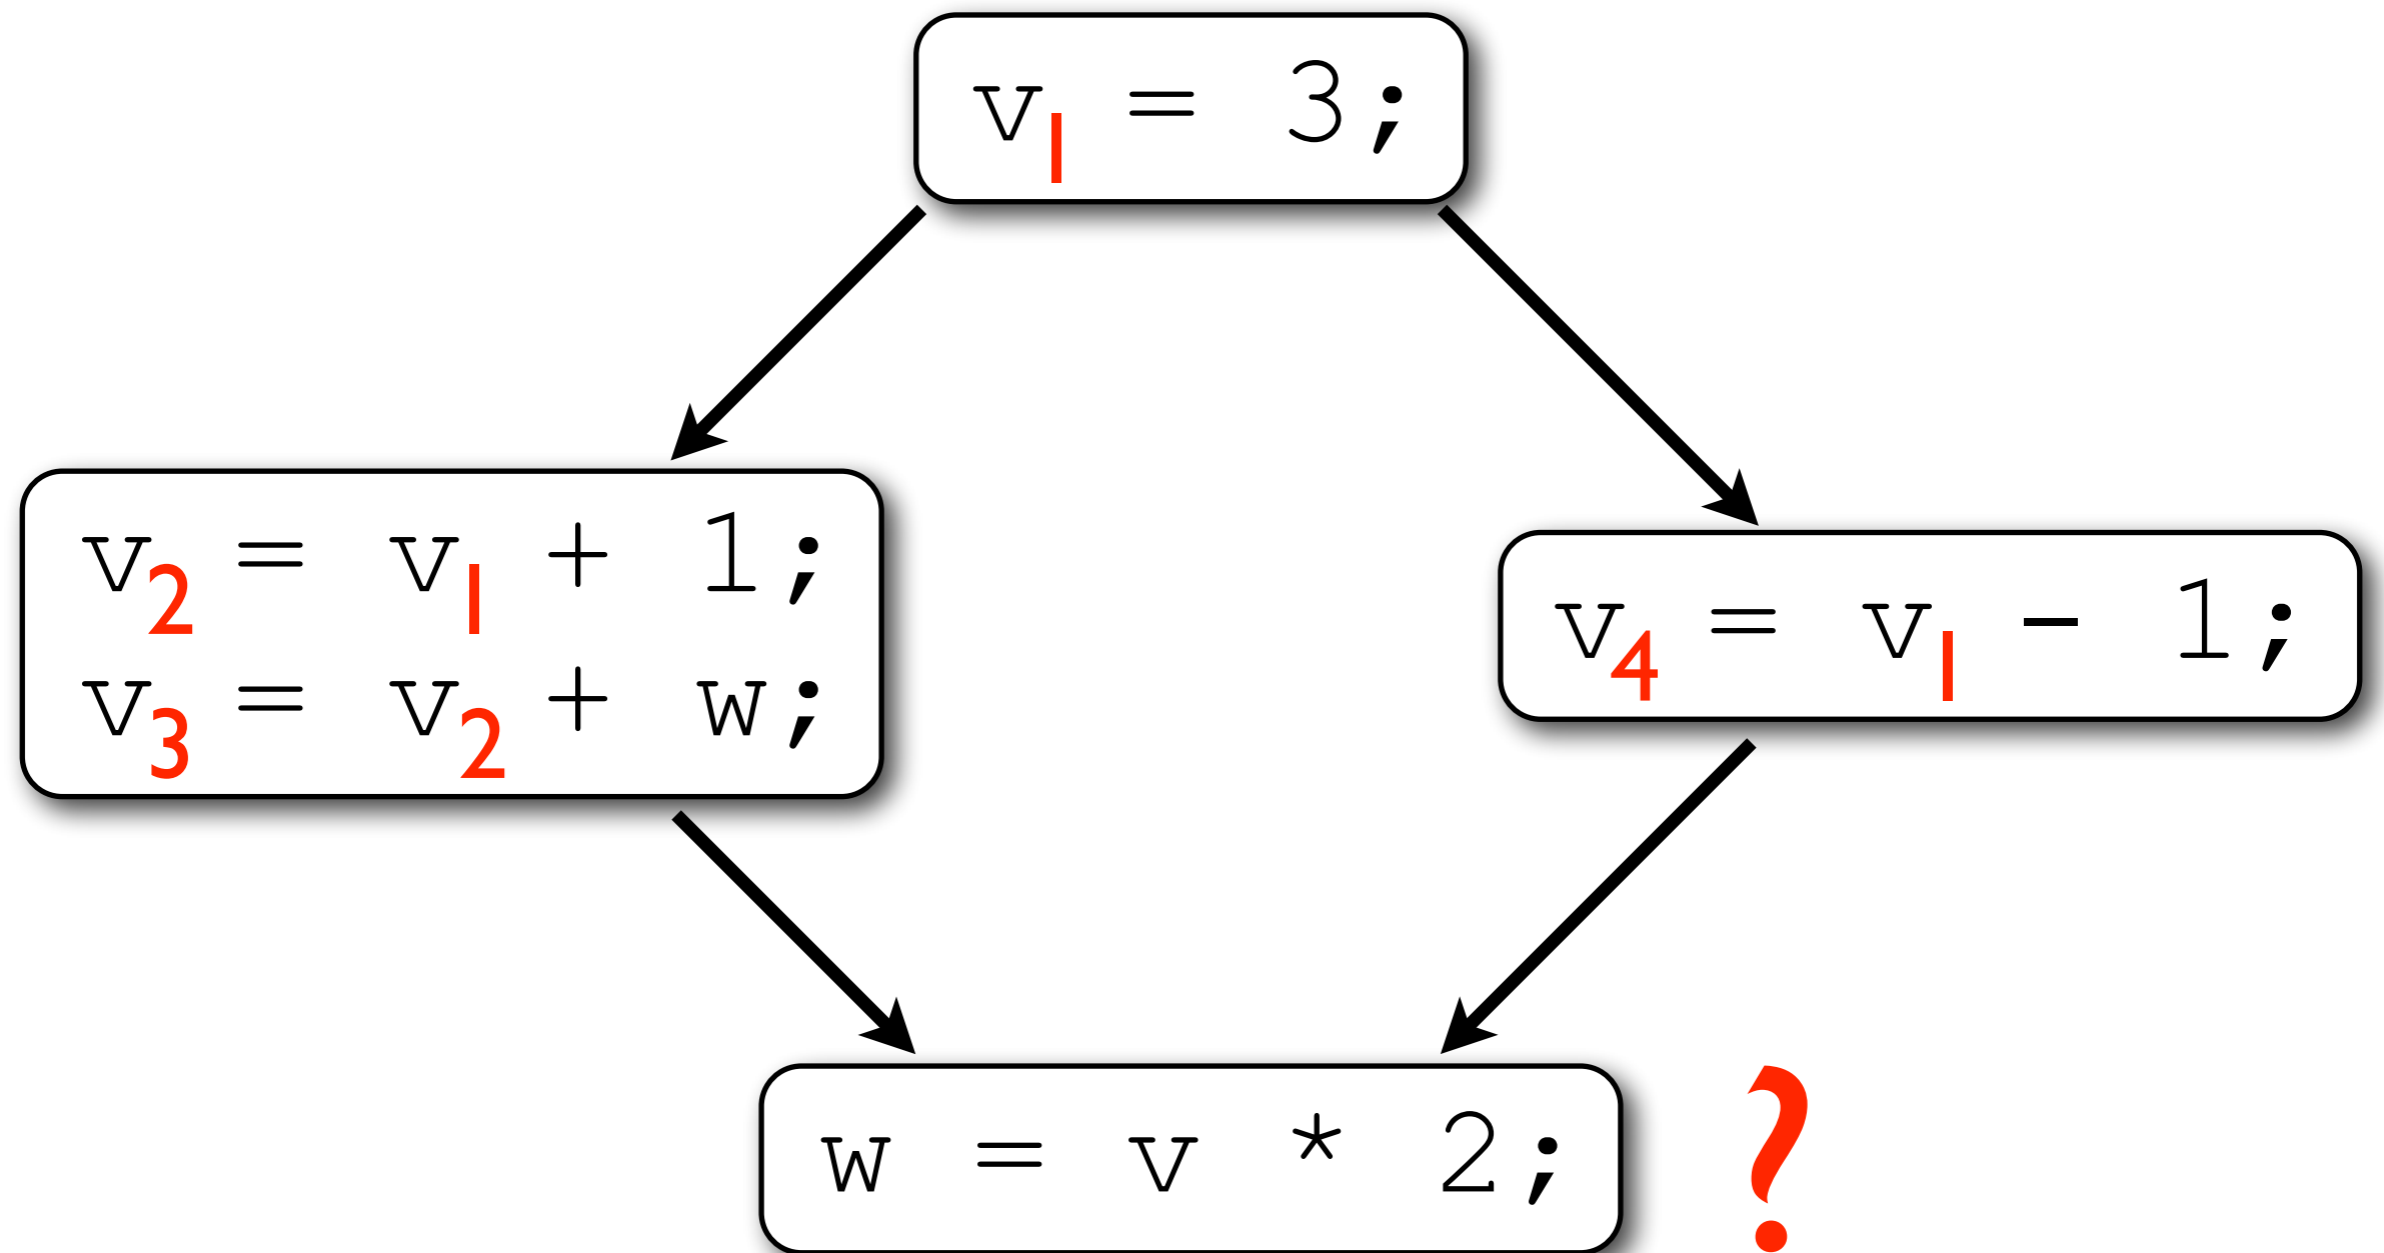 v₁ = 3;
v₂ = v₁ + 1;
v₃ = v₂ + w;
v₄ = v₁ - 1;
w = v * 2;
?